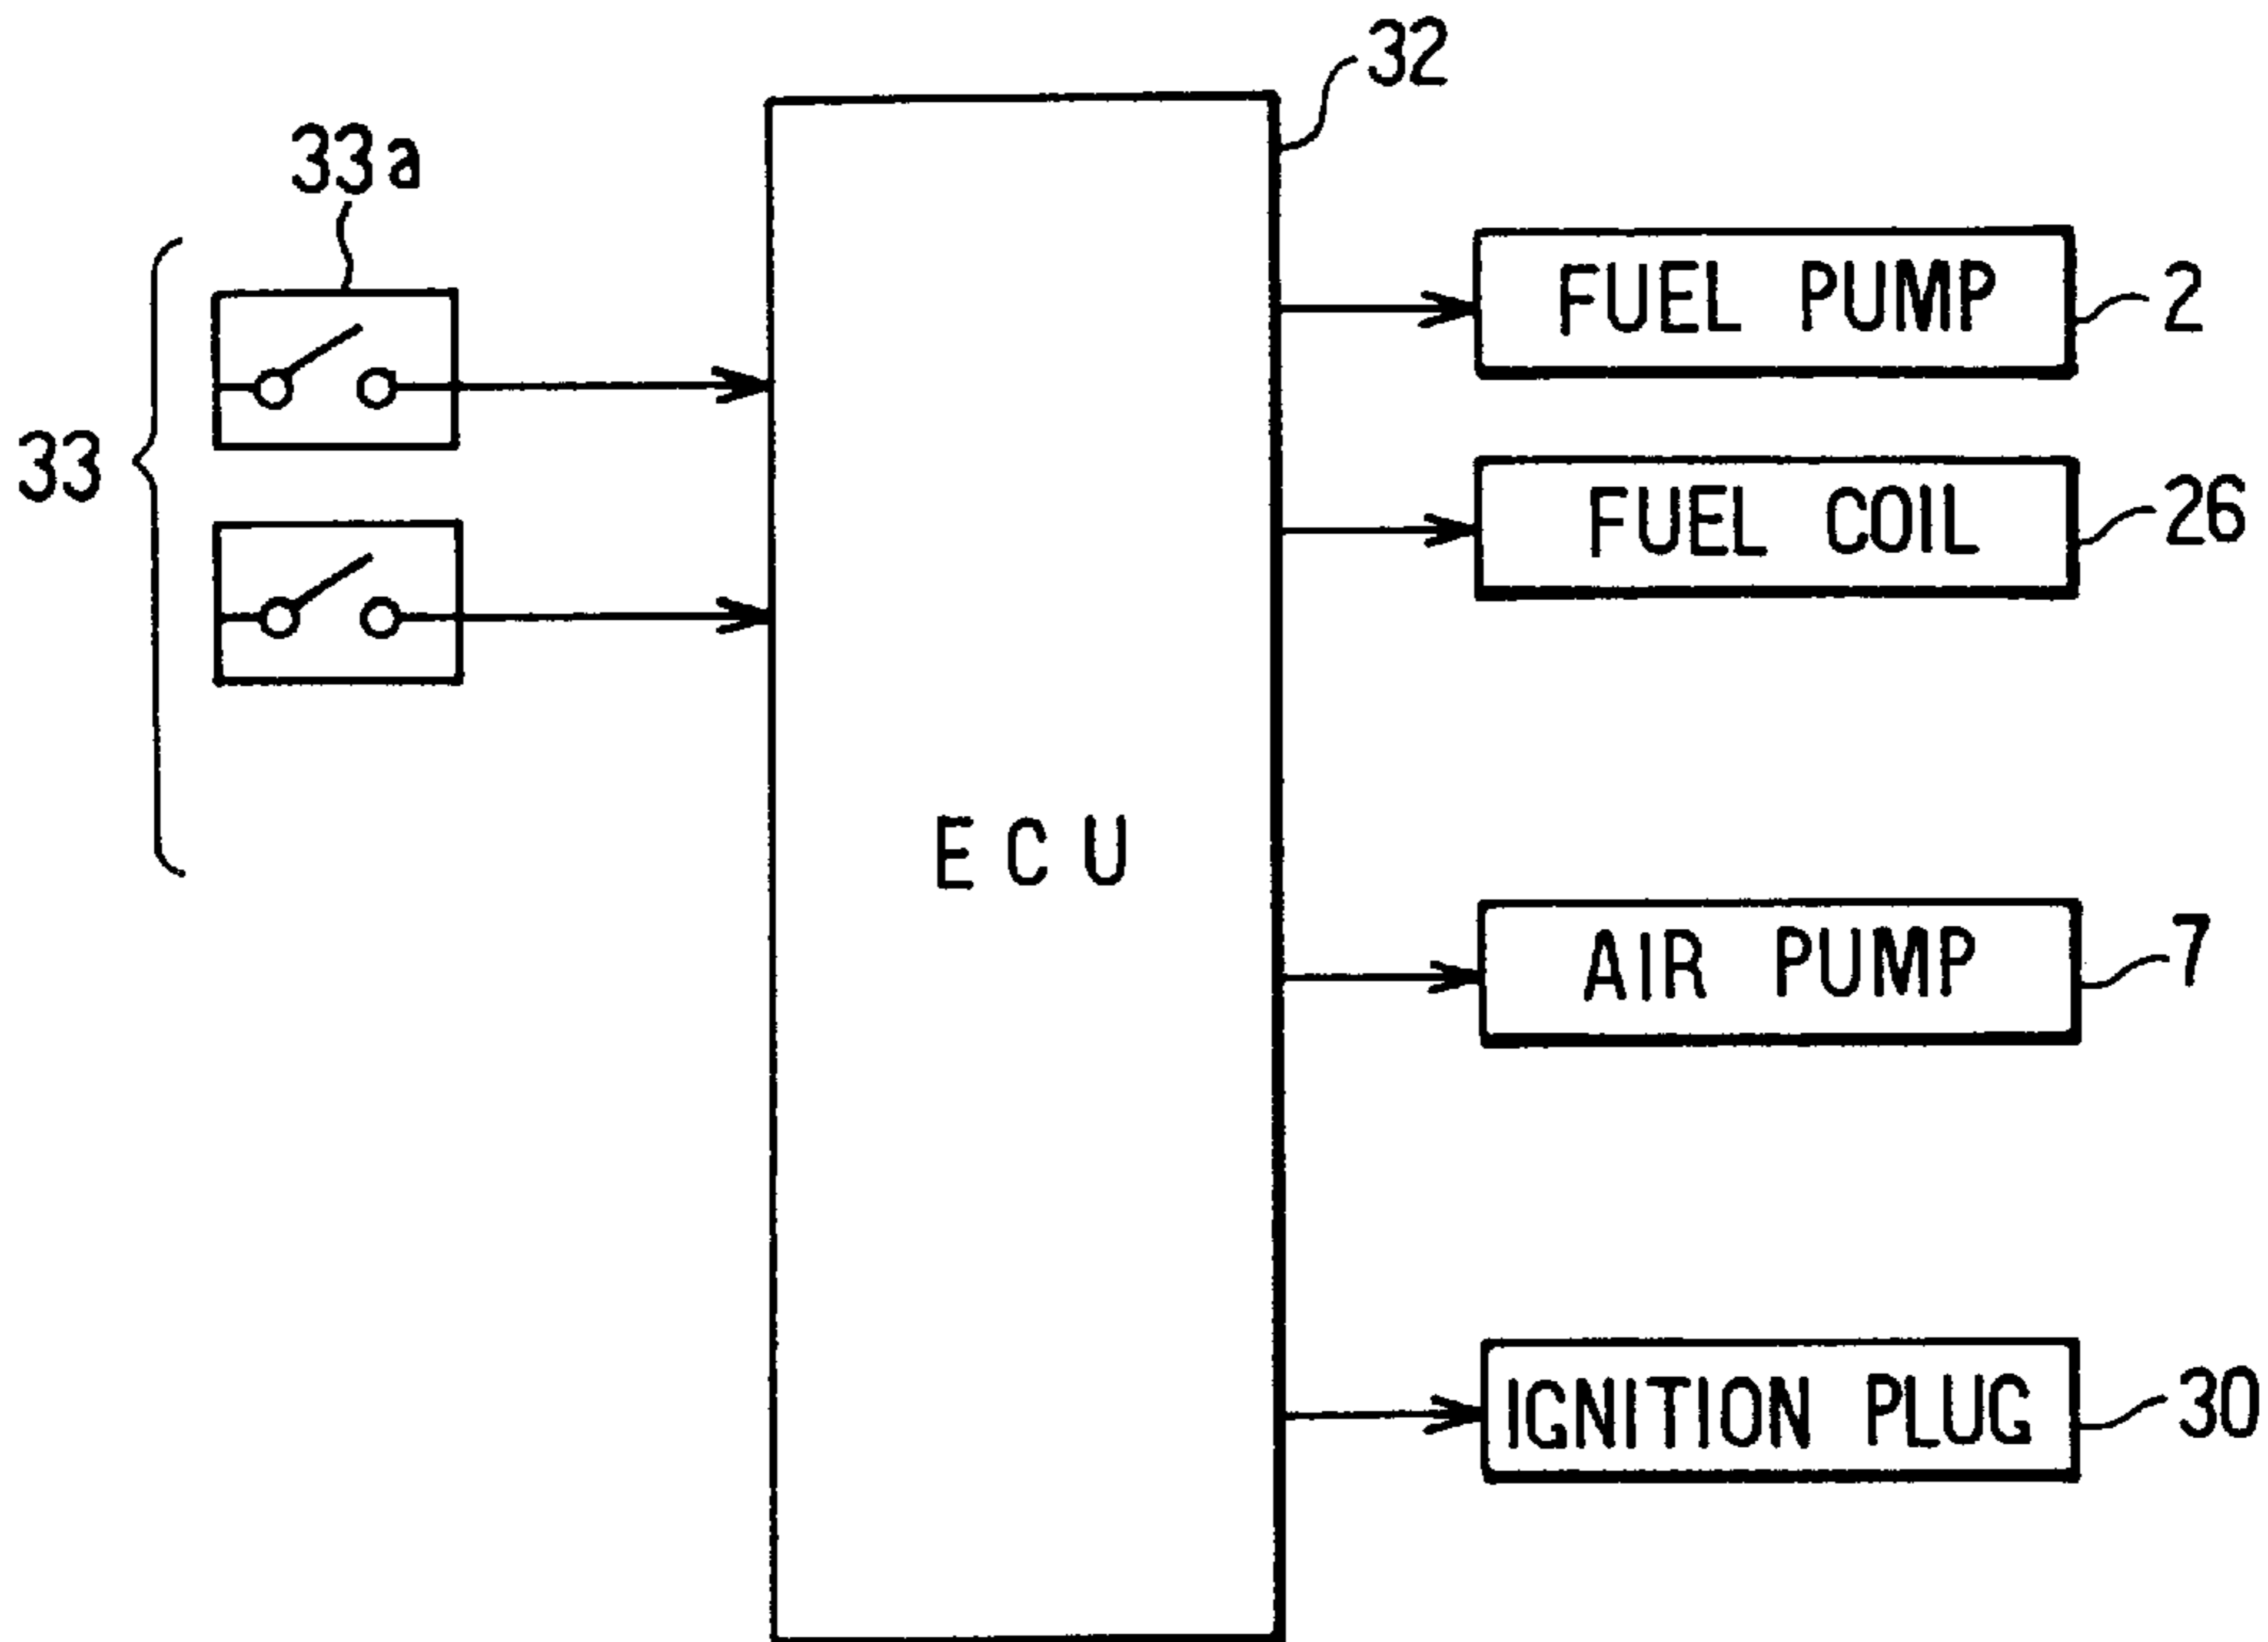 32
33a
FUEL PUMP
2
33
FUEL COIL
26
ECU
AIR PUMP
7
IGNITION PLUG
30